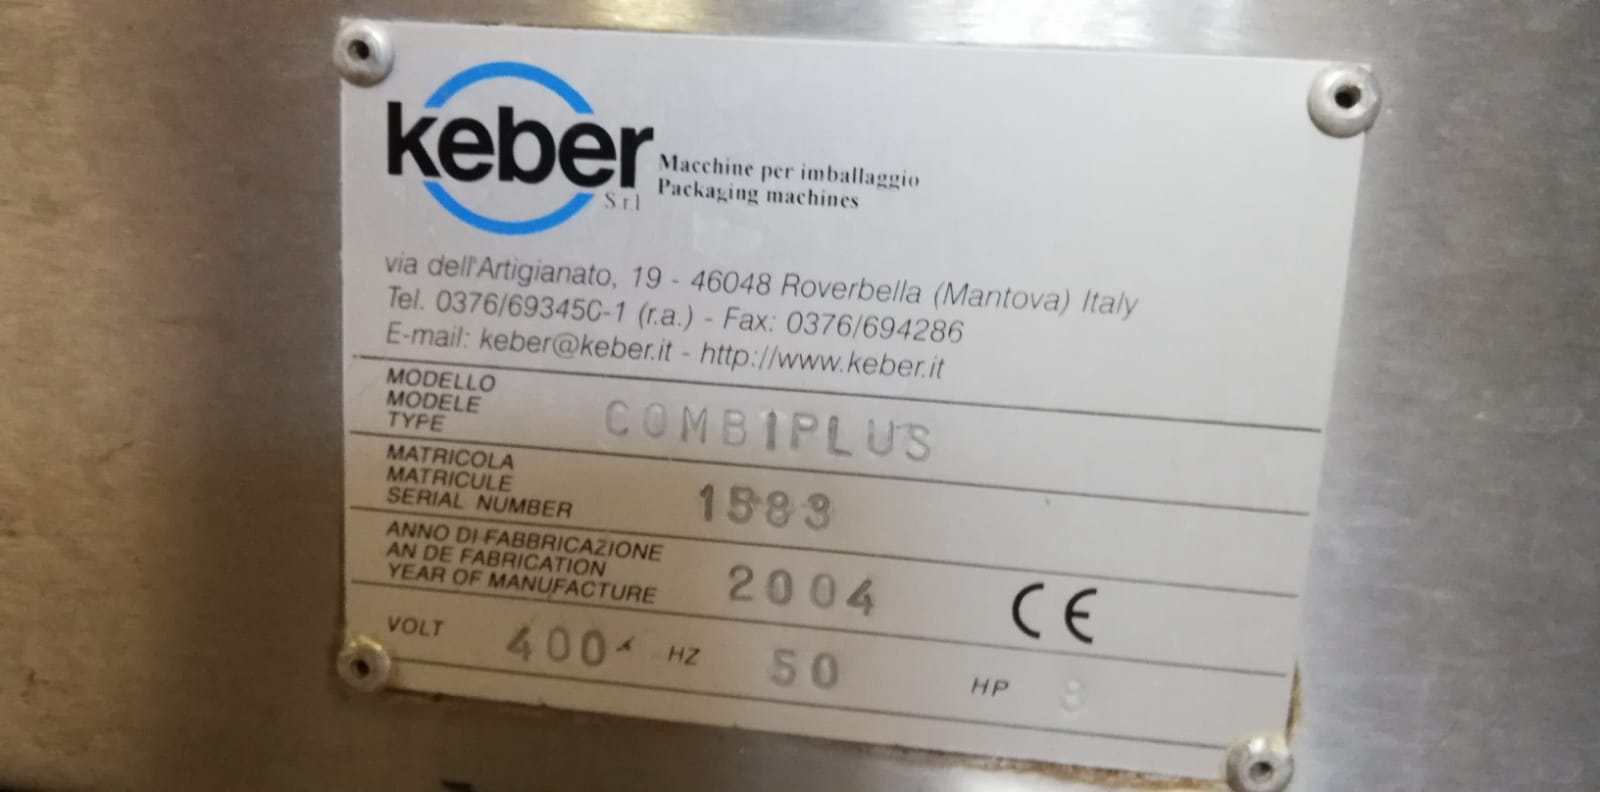 keber
S.r.l
Macchine per imballaggio
Packaging machines
via dell'Artigianato, 19 - 46048 Roverbella (Mantova) Italy
Tel. 0376/693450-1 (r.a.) - Fax: 0376/694286
E-mail: keber@keber.it - http://www.keber.it
MODELLO
MODELE
TYPE
COMBIPLUS
MATRICOLA
MATRICULE
SERIAL NUMBER
1583
ANNO DI FABBRICAZIONE
AN DE FABRICATION
YEAR OF MANUFACTURE
2004
CE
VOLT 400 HZ 50 HP